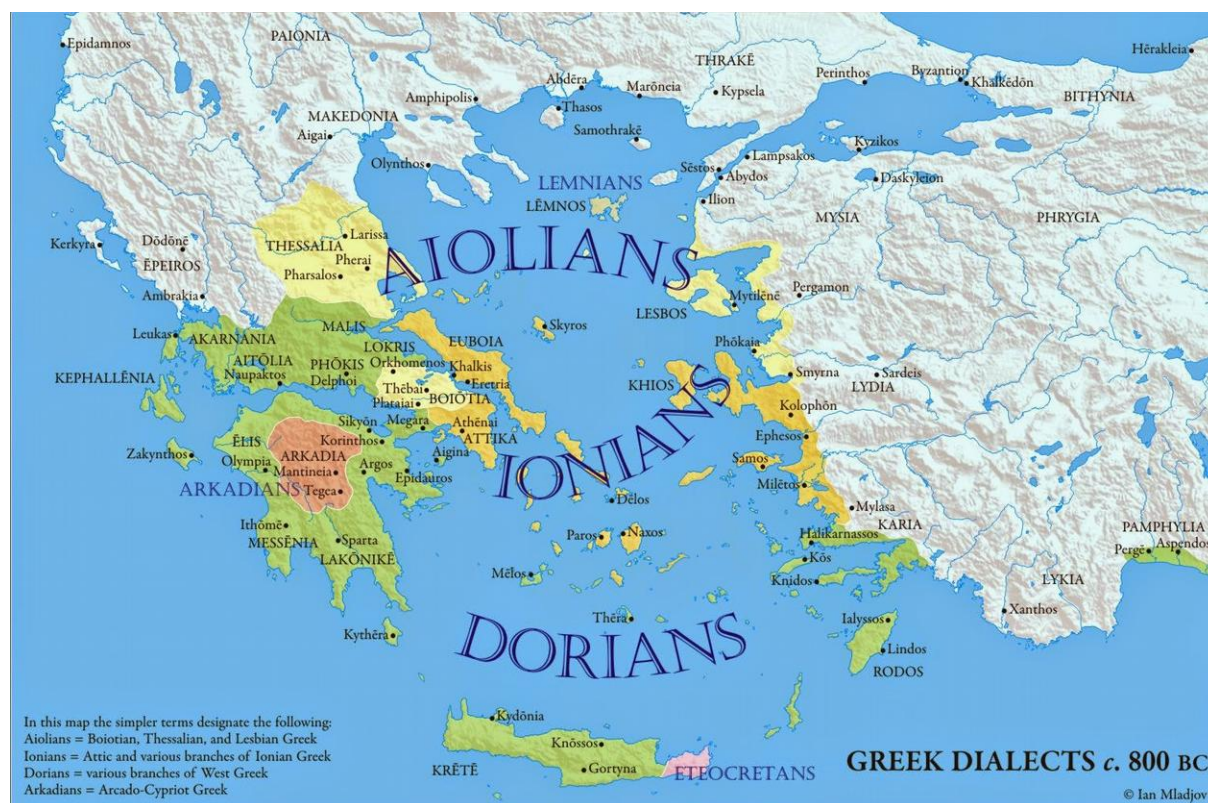 Epidamnos
PAIONIA
Hērakleia
THRAKĒ
Byzantion
Perinthos
Abdēra
Marōneia
Kypsela
Khalkēdōn
BITHYNIA
Amphipolis
Thasos
MAKEDONIA
Aigai
Samothrakē
Kyzikos
Olynthos
Lampsakos
Sēstos
Abydos
Daskyleion
LEMNIANS
LĒMNOS
Ilion
MYSIA
PHRYGIA
Kerkyra
Dōdōnē
ĒPEIROS
THESSALIA
Larissa
Pherai
Pharsalos
AIOLIANS
Ambrakia
Mytilēnē
Pergamon
LESBOS
Leukas
AKARNANIA
MALIS
Skyros
EUBOIA
LOKRIS
Phōkaia
AITŌLIA
PHŌKIS
Orkhomenos
Khalkis
KEPHALLĒNIA
Naupaktos
Delphoi
Thēbai
Eretria
KHIOS
Smyrna
Sardeis
LYDIA
Plataiai
BOIŌTIA
IONIANS
Kolophōn
Sikyōn
Megara
Athēnai
ATTIKA
ĒLIS
Korinthos
Ephesos
Zakynthos
ARKADIA
Aigina
Samos
Olympia
Mantineia
Argos
Epidauros
Milētos
ARKADIANS
Tegea
Dēlos
Mylasa
KARIA
Ithōmē
MESSĒNIA
Sparta
LAKŌNIKĒ
Paros
Naxos
Halikarnassos
PAMPHYLIA
Pergē
Aspendos
Mēlos
Kōs
Knidos
LYKIA
Xanthos
Thēra
Ialyssos
Kythēra
DORIANS
Lindos
RODOS
Kydōnia
Knōssos
Gortyna
KRĒTĒ
ETEOCRETANS
In this map the simpler terms designate the following:
Aiolians = Boiotian, Thessalian, and Lesbian Greek
Ionians = Attic and various branches of Ionian Greek
Dorians = various branches of West Greek
Arkadians = Arcado-Cypriot Greek
GREEK DIALECTS c. 800 BC
© Ian Mladjov